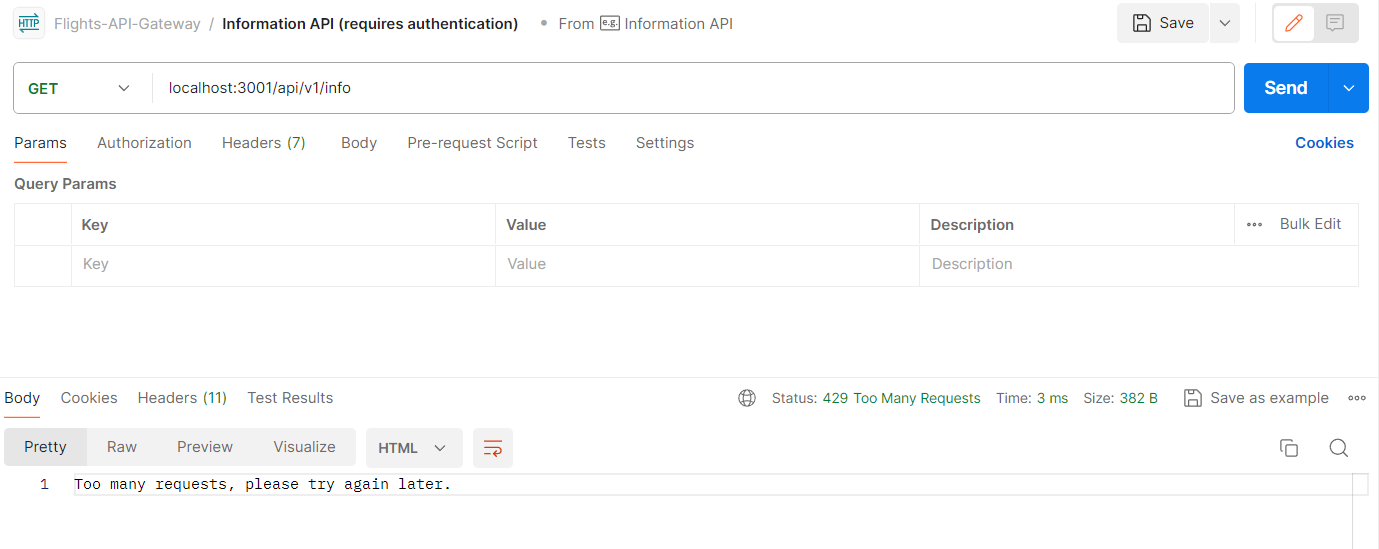 HTTP Flights-API-Gateway / Information API (requires authentication) • From e.g. Information API Save
GET localhost:3001/api/v1/info Send
Params Authorization Headers (7) Body Pre-request Script Tests Settings Cookies
Query Params
Key Value Description ••• Bulk Edit
Key Value Description
Body Cookies Headers (11) Test Results Status: 429 Too Many Requests Time: 3 ms Size: 382 B Save as example •••
Pretty Raw Preview Visualize HTML
1 Too many requests, please try again later.